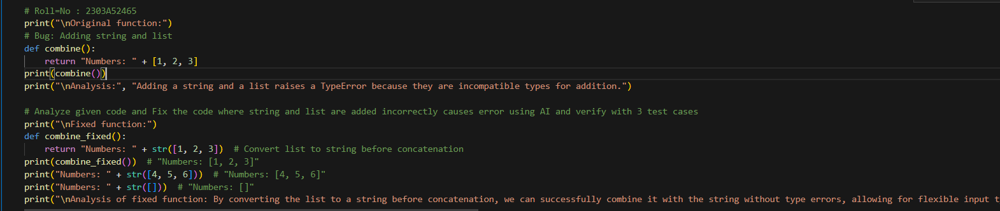 # Roll=No : 2303A52465
print("\nOriginal function:")
# Bug: Adding string and list
def combine():
    return "Numbers: " + [1, 2, 3]
print(combine())
print("\nAnalysis:", "Adding a string and a list raises a TypeError because they are incompatible types for addition.")

# Analyze given code and Fix the code where string and list are added incorrectly causes error using AI and verify with 3 test cases
print("\nFixed function:")
def combine_fixed():
    return "Numbers: " + str([1, 2, 3])  # Convert list to string before concatenation
print(combine_fixed())  # "Numbers: [1, 2, 3]"
print("Numbers: " + str([4, 5, 6]))  # "Numbers: [4, 5, 6]"
print("Numbers: " + str([]))  # "Numbers: []"
print("\nAnalysis of fixed function: By converting the list to a string before concatenation, we can successfully combine it with the string without type errors, allowing for flexible input t